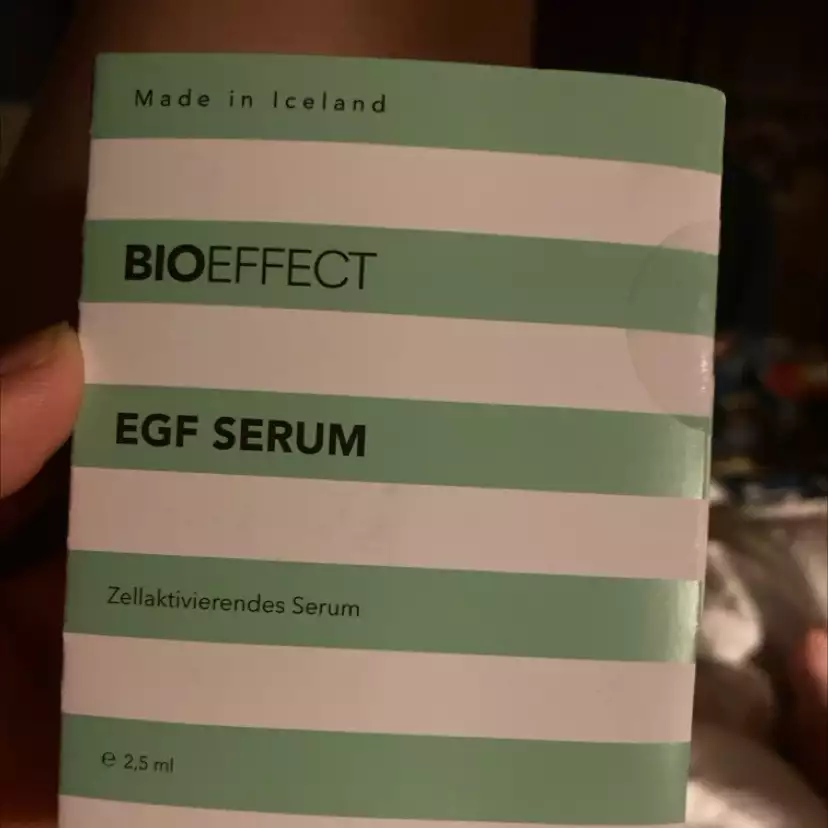 Made in Iceland
BIOEFFECT
EGF SERUM
Zellaktivierendes Serum
℮ 2,5 ml